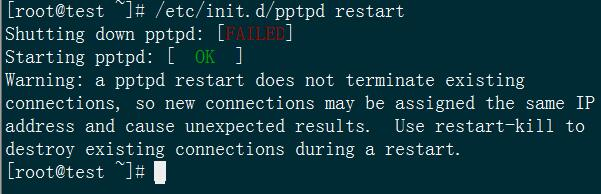 [root@test ~]# /etc/init.d/pptpd restart
Shutting down pptpd: [FAILED]
Starting pptpd: [  OK  ]
Warning: a pptpd restart does not terminate existing
connections, so new connections may be assigned the same IP
address and cause unexpected results.  Use restart-kill to
destroy existing connections during a restart.
[root@test ~]#